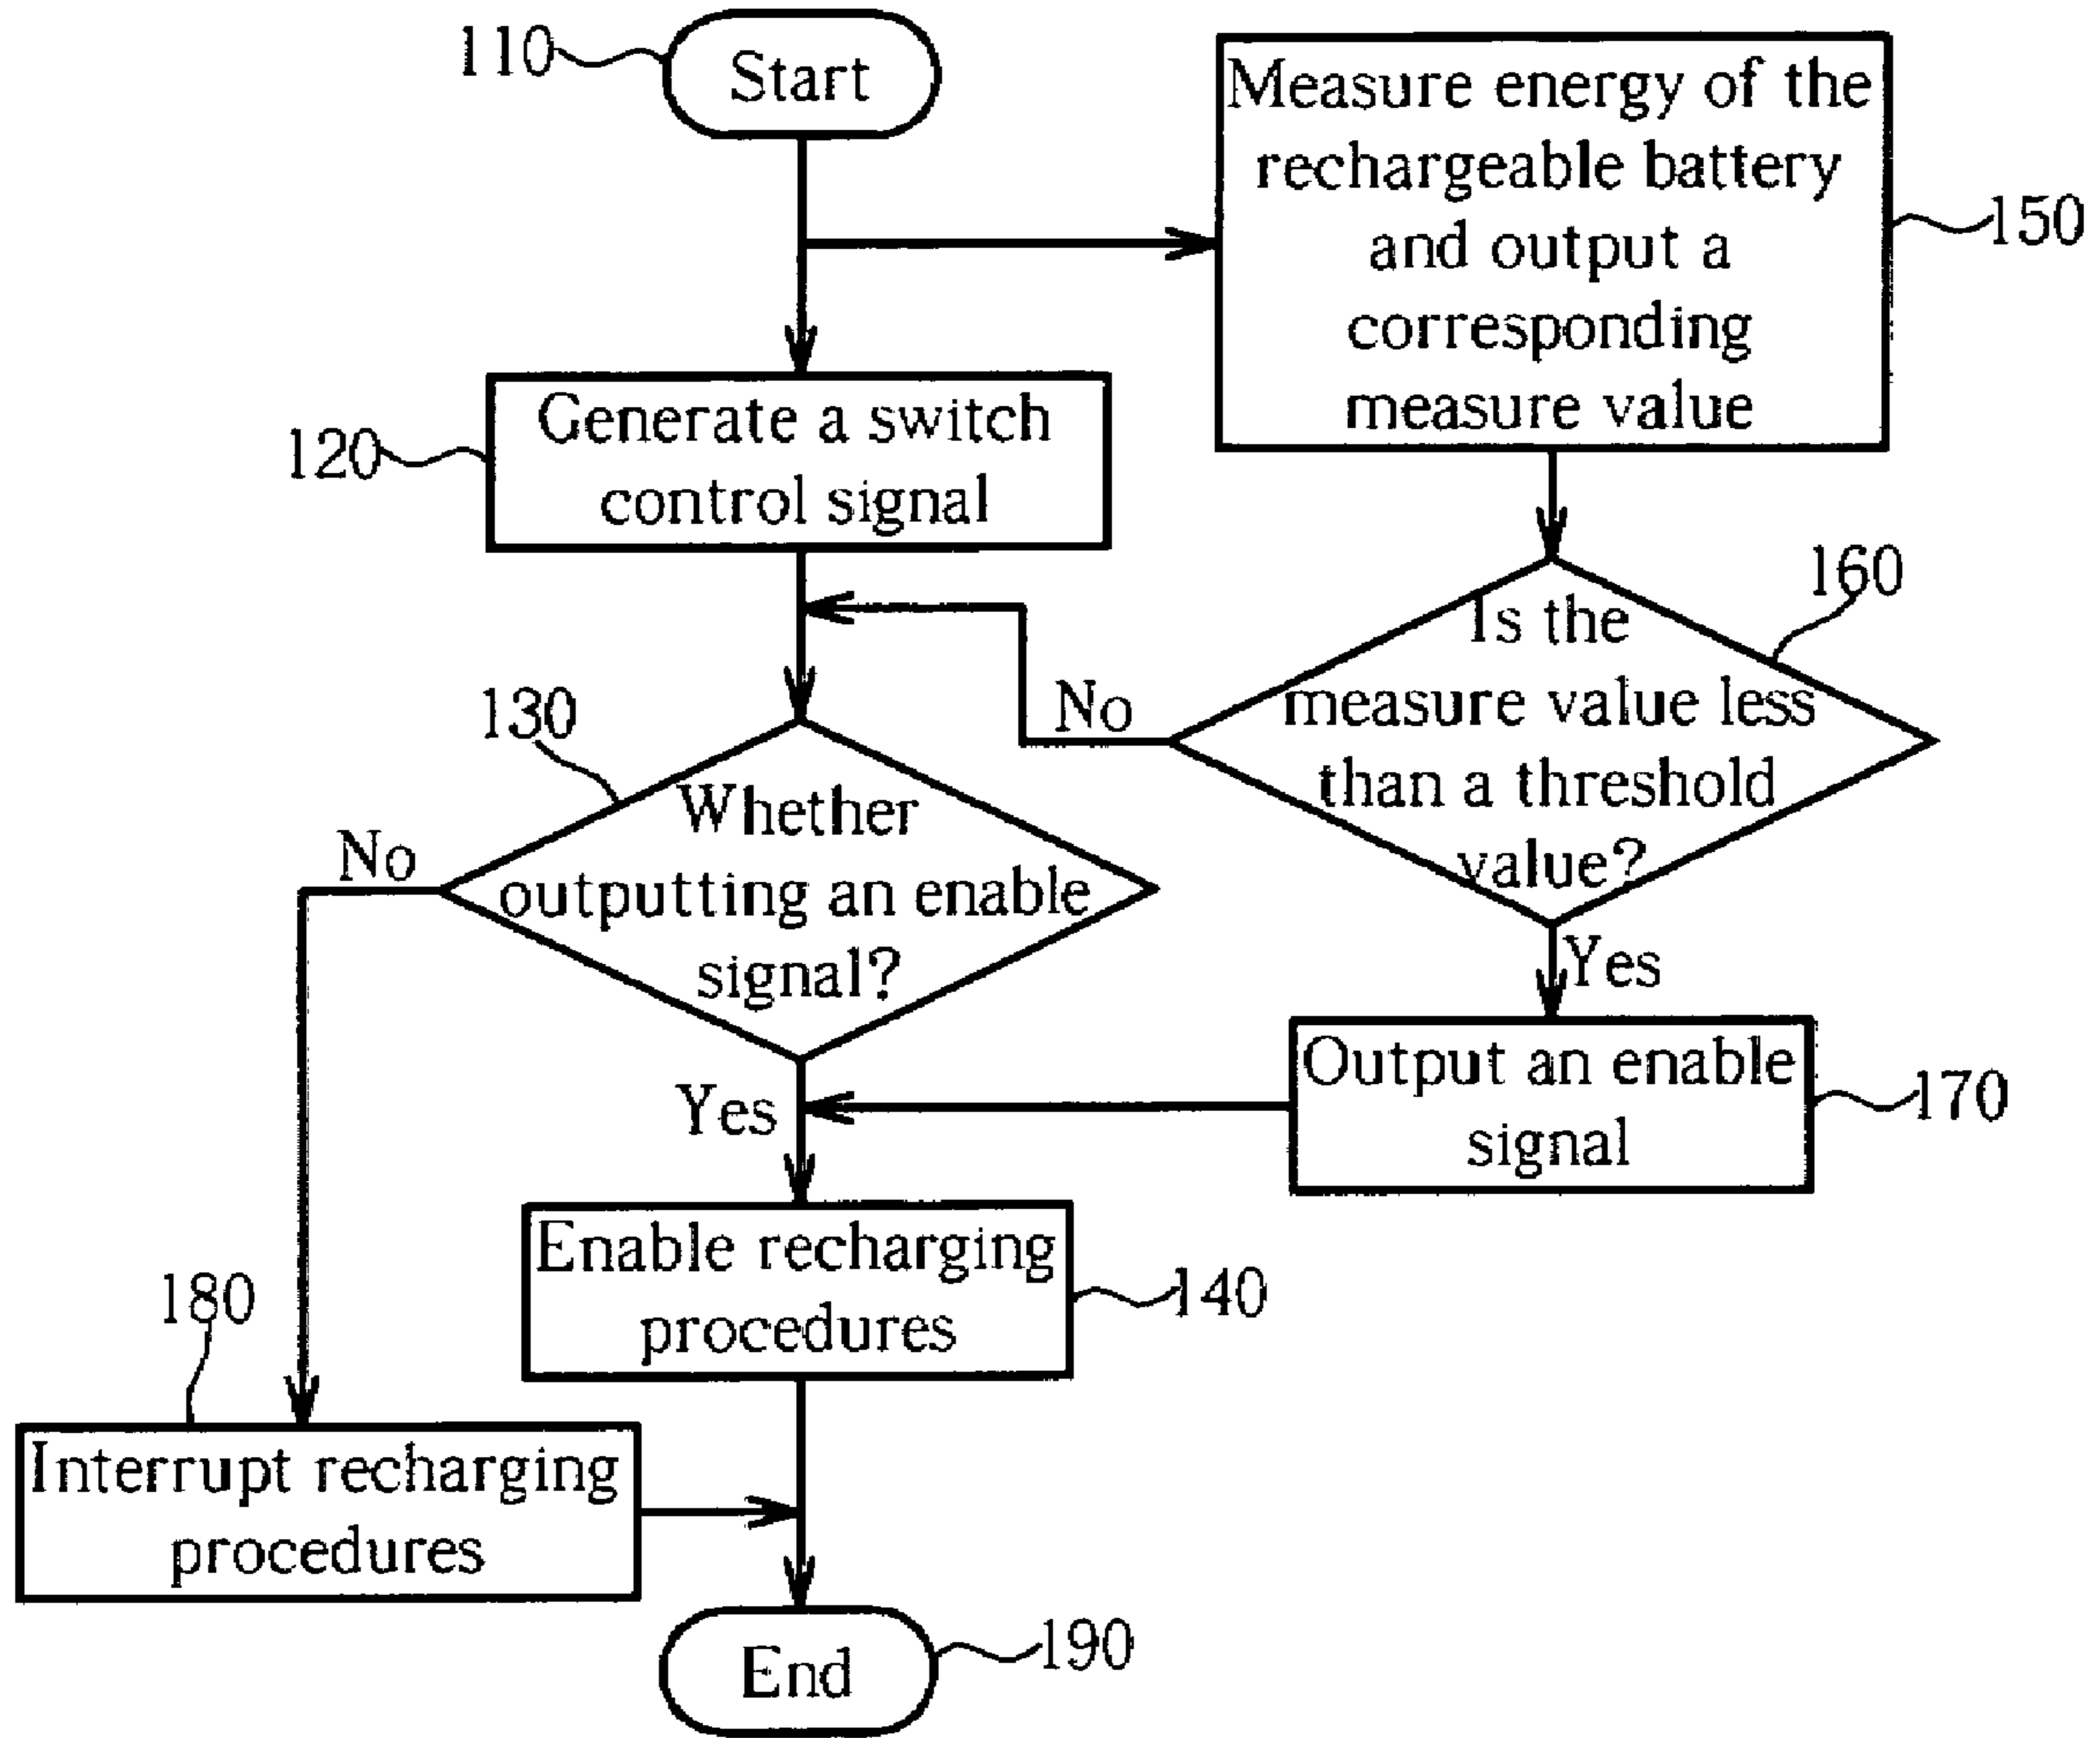 110
Start
Measure energy of the
rechargeable battery
and output a
corresponding
measure value
150
120
Generate a switch
control signal
160
Is the
measure value less
than a threshold
value?
No
Yes
130
Whether
outputting an enable
signal?
No
Yes
Output an enable
signal
170
Enable recharging
procedures
140
180
Interrupt recharging
procedures
End
190